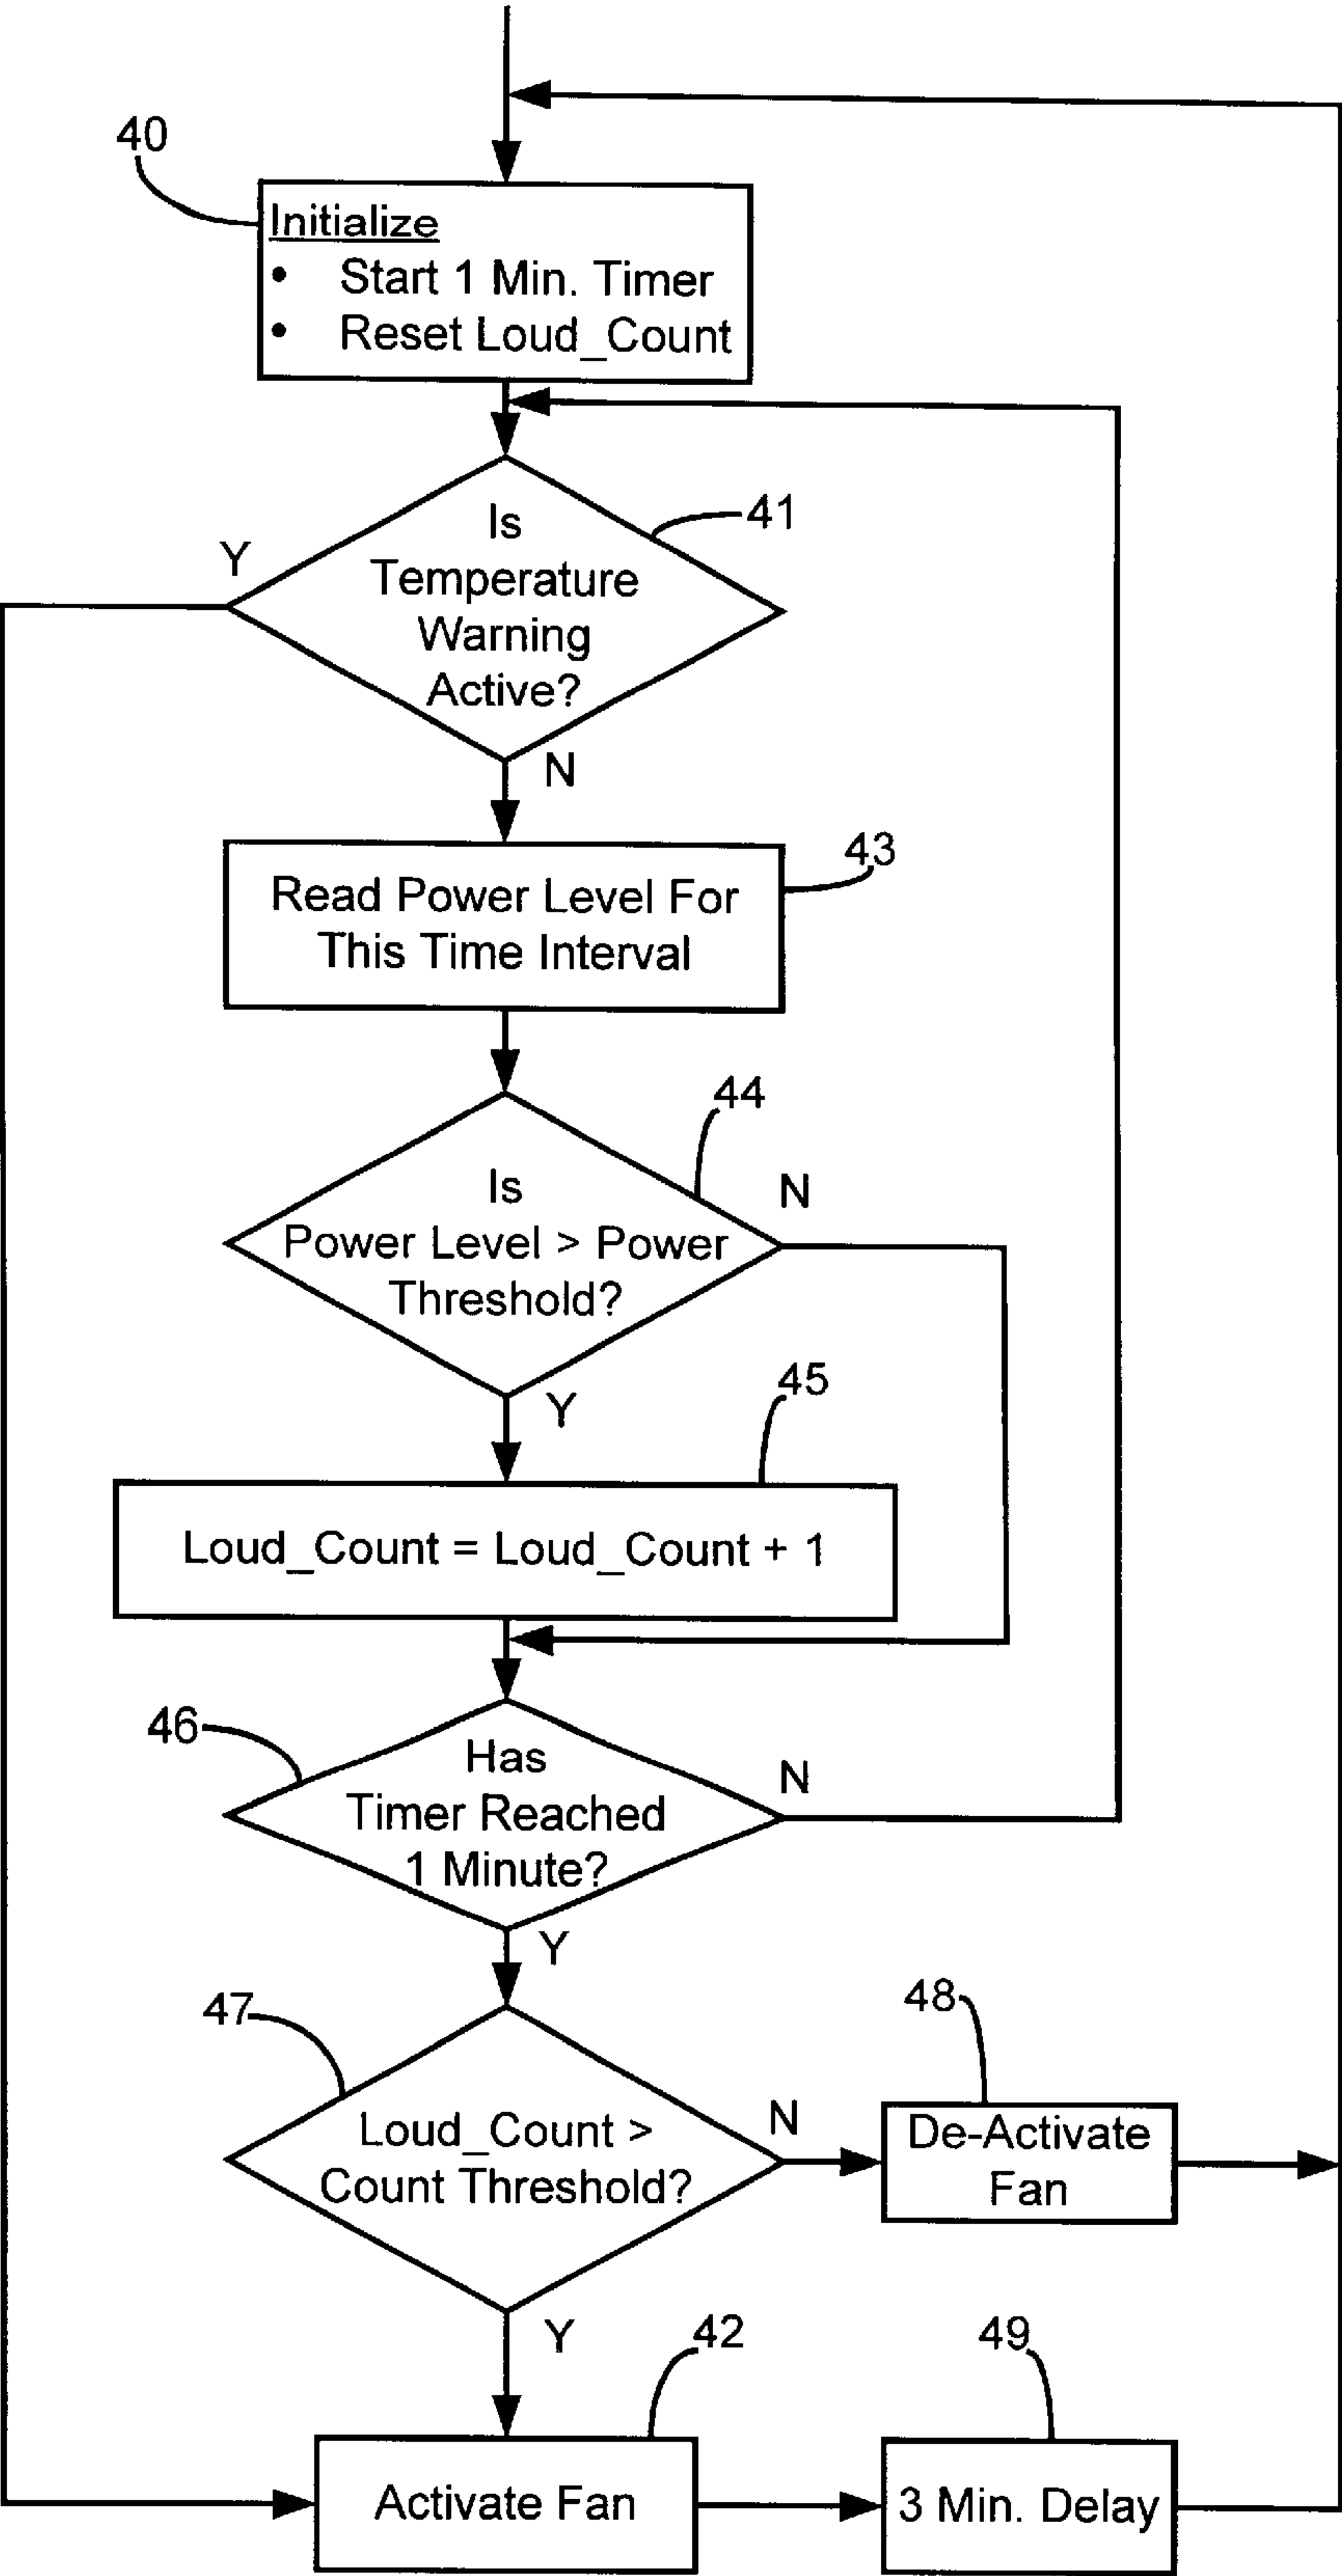 40
Initialize
• Start 1 Min. Timer
• Reset Loud_Count
41
Y
Is
Temperature
Warning
Active?
N
43
Read Power Level For
This Time Interval
44
N
Is
Power Level > Power
Threshold?
Y
45
Loud_Count = Loud_Count + 1
46
N
Has
Timer Reached
1 Minute?
Y
47
48
N
Loud_Count >
Count Threshold?
De-Activate
Fan
Y
42
49
Activate Fan
3 Min. Delay